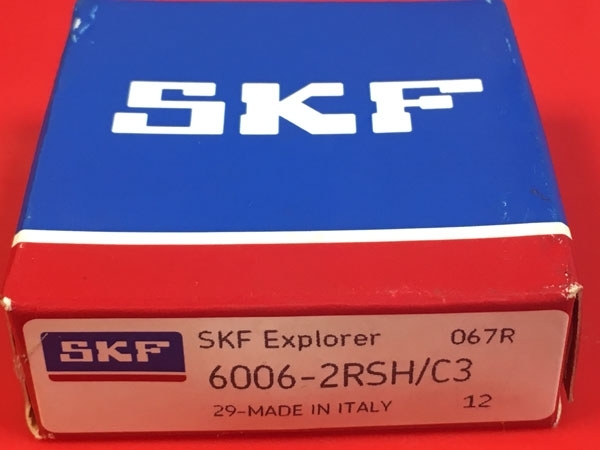 SKF
SKF
SKF Explorer 067R
6006-2RSH/C3
29-MADE IN ITALY 12